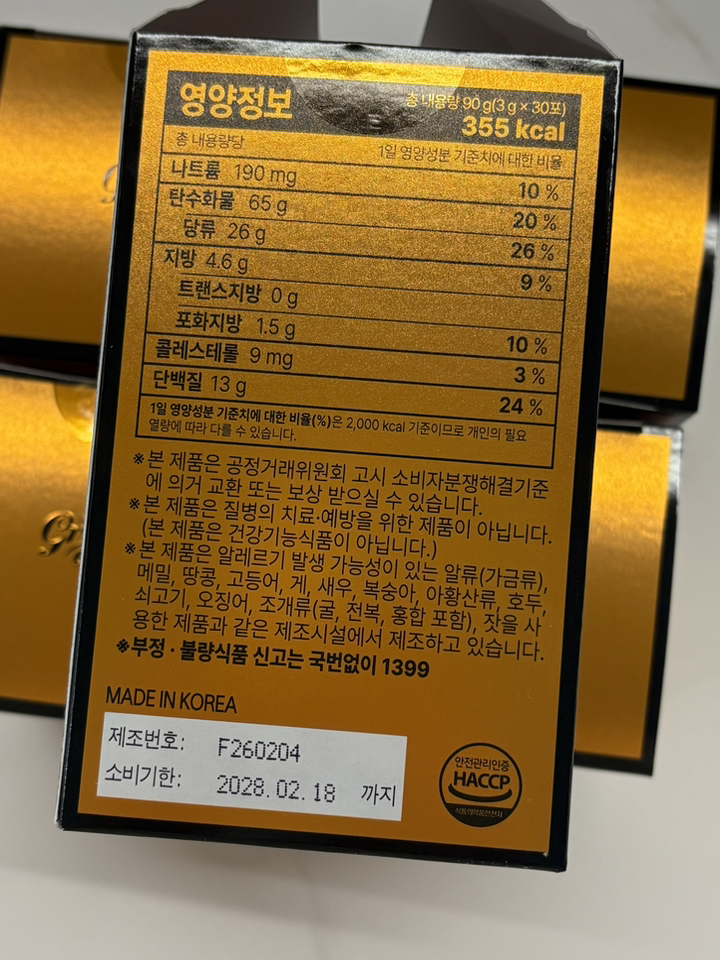 영양정보
총 내용량 90 g(3 g × 30포)
355 kcal
총 내용량당
1일 영양성분 기준치에 대한 비율
나트륨 190 mg 10 %
탄수화물 65 g 20 %
당류 26 g 26 %
지방 4.6 g 9 %
트랜스지방 0 g
포화지방 1.5 g 10 %
콜레스테롤 9 mg 3 %
단백질 13 g 24 %
1일 영양성분 기준치에 대한 비율(%)은 2,000 kcal 기준이므로 개인의 필요
열량에 따라 다를 수 있습니다.
※본 제품은 공정거래위원회 고시 소비자분쟁해결기준
에 의거 교환 또는 보상 받으실 수 있습니다.
※본 제품은 질병의 치료·예방을 위한 제품이 아닙니다.
(본 제품은 건강기능식품이 아닙니다.)
※본 제품은 알레르기 발생 가능성이 있는 알류(가금류),
메밀, 땅콩, 고등어, 게, 새우, 복숭아, 아황산류, 호두,
쇠고기, 오징어, 조개류(굴, 전복, 홍합 포함), 잣을 사
용한 제품과 같은 제조시설에서 제조하고 있습니다.
※부정·불량식품 신고는 국번없이 1399
MADE IN KOREA
제조번호: F260204
소비기한: 2028.02.18 까지
안전관리인증
HACCP
식품의약품안전처